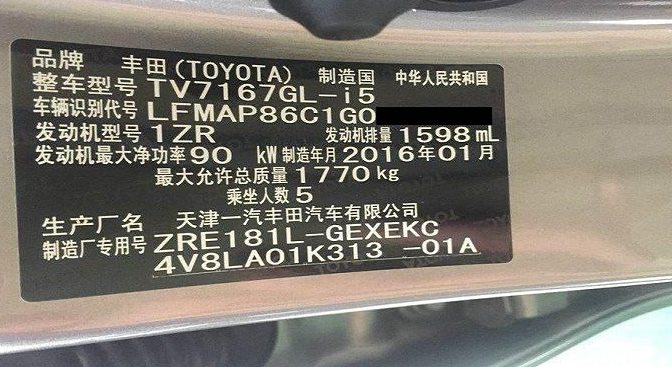 品牌 丰田(TOYOTA) 制造国 中华人民共和国
整车型号 TV7167GL-i5
车辆识别代号 LFMAP86C1G0
发动机型号 1ZR 发动机排量 1598mL
发动机最大净功率 90 kW 制造年月 2016年01月
最大允许总质量 1770kg
乘坐人数 5
生产厂名 天津一汽丰田汽车有限公司
制造厂专用号 ZRE181L-GEXEKC
4V8LA01K313 -01A